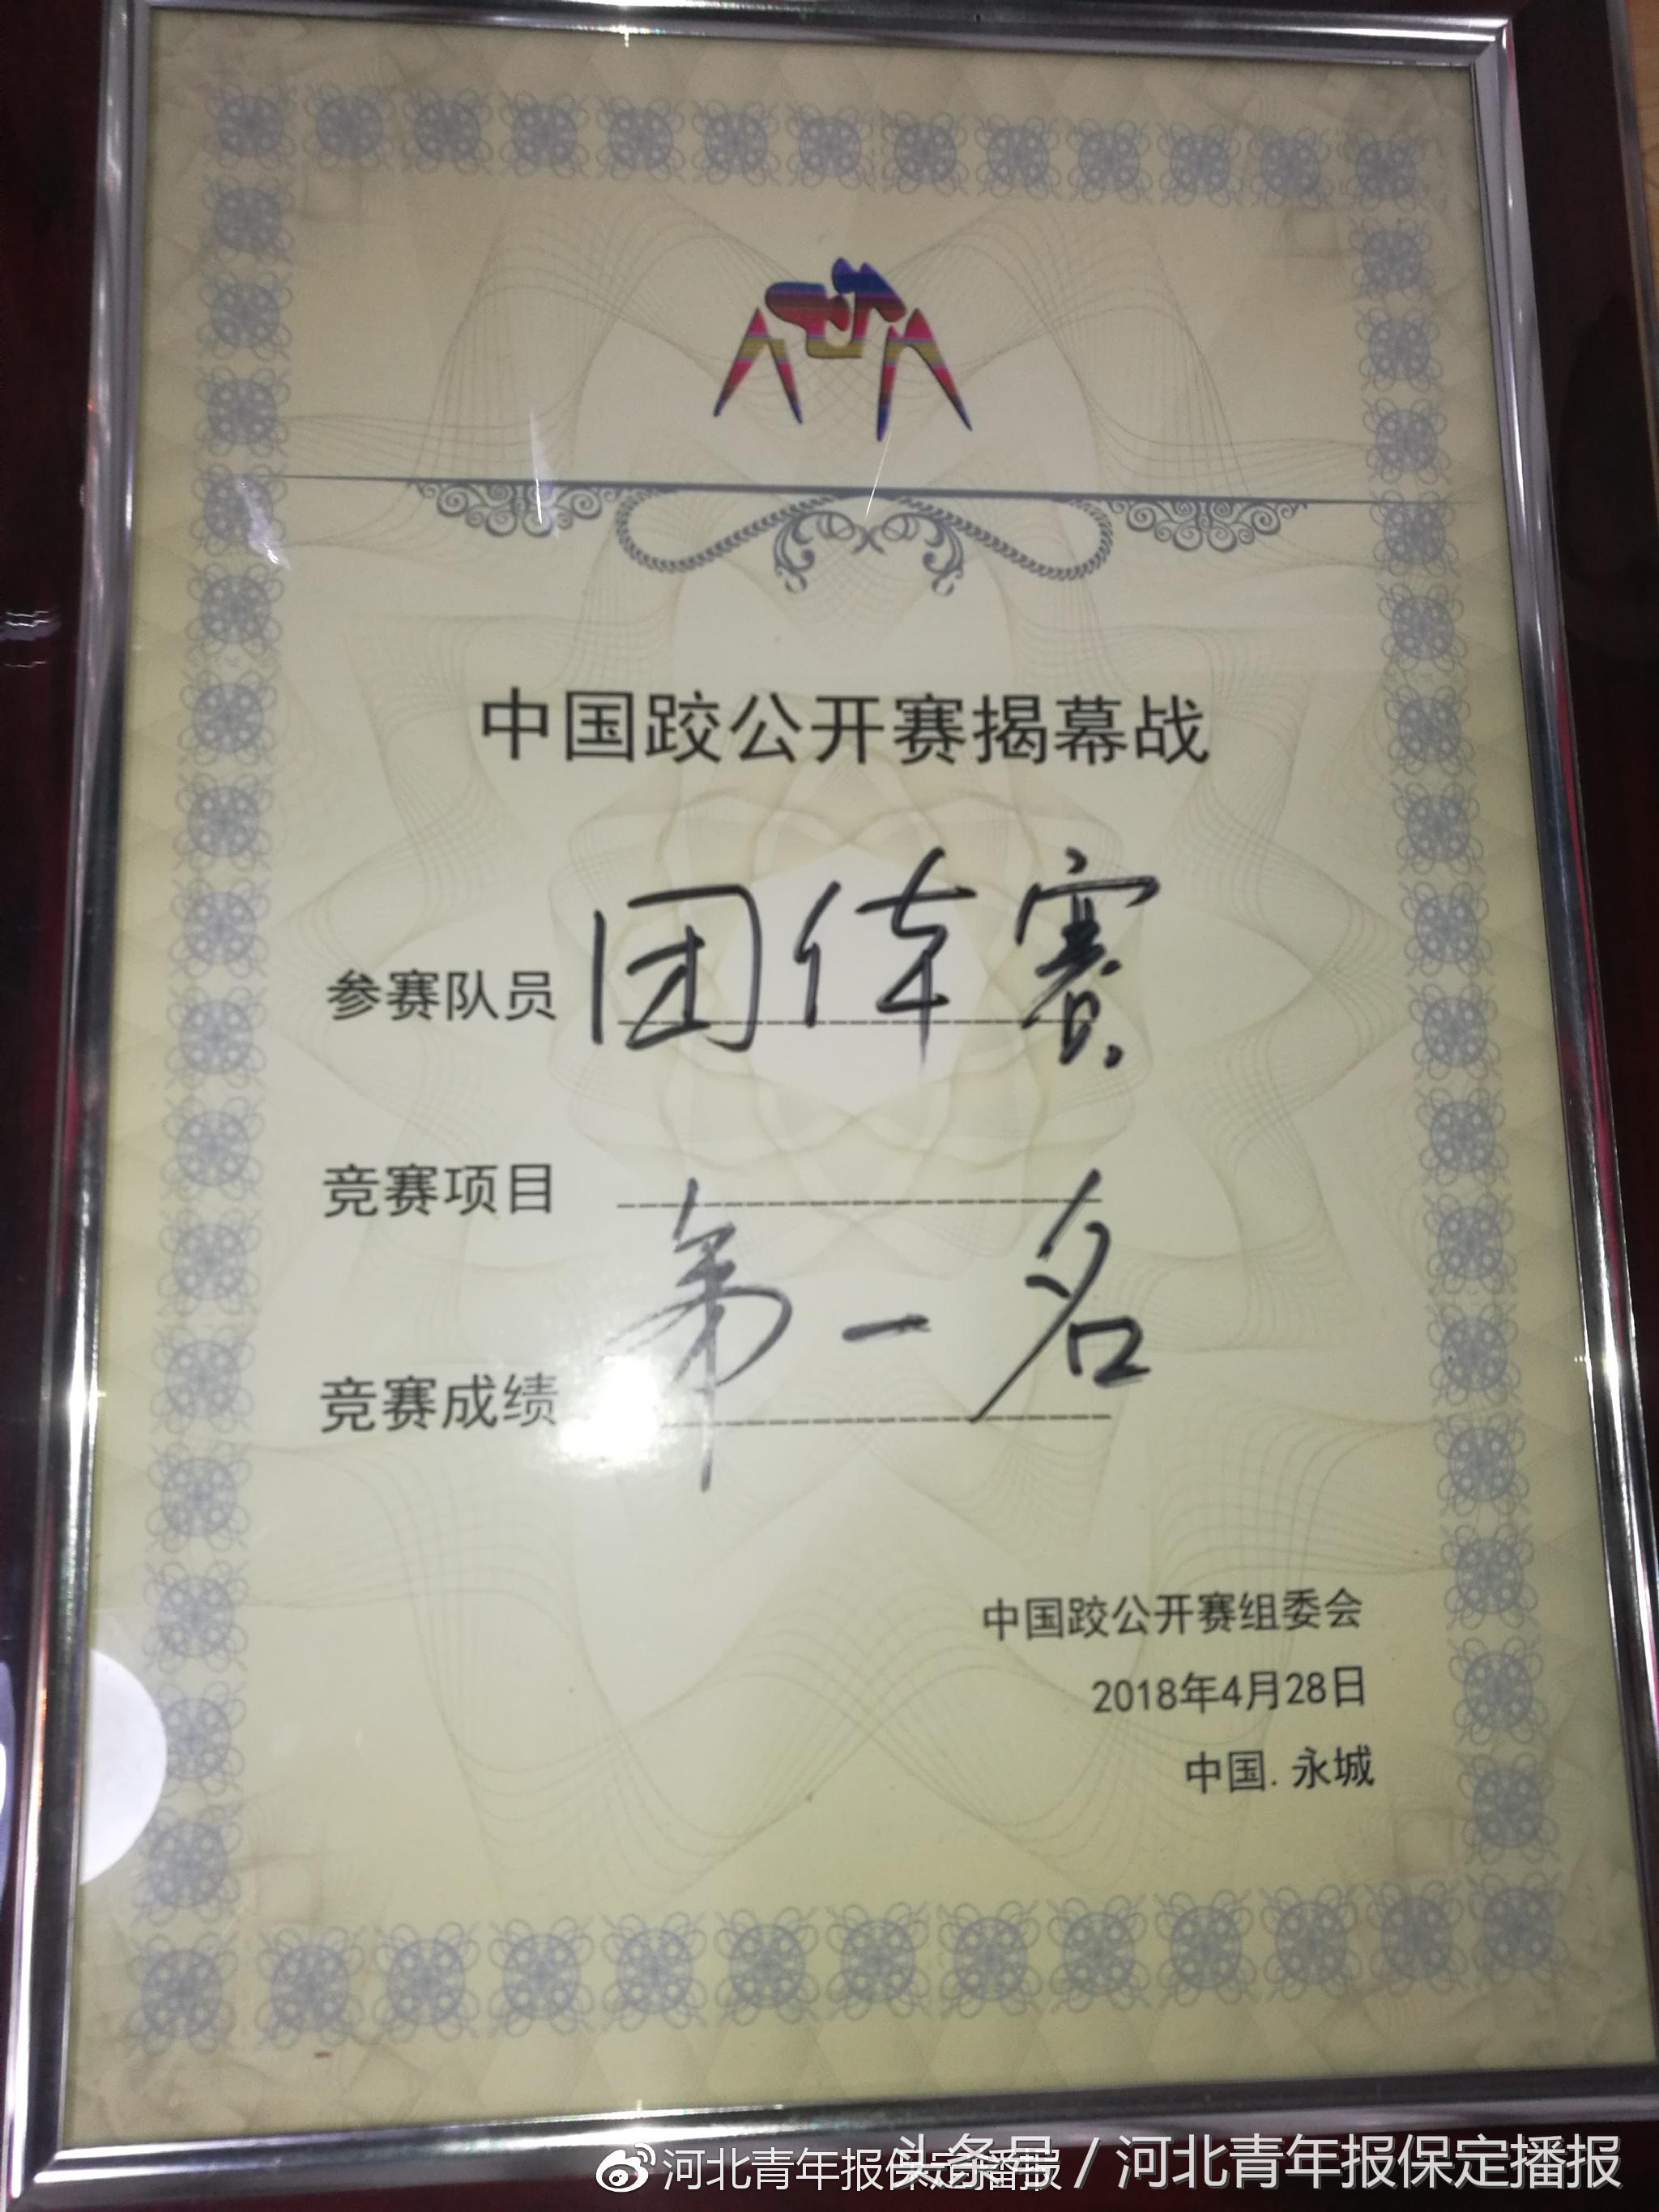 中国跤公开赛揭幕战
参赛队员 团体赛
竞赛项目
竞赛成绩 第一名
中国跤公开赛组委会
2018年4月28日
中国.永城
河北青年报保定播报
头条号 / 河北青年报保定播报